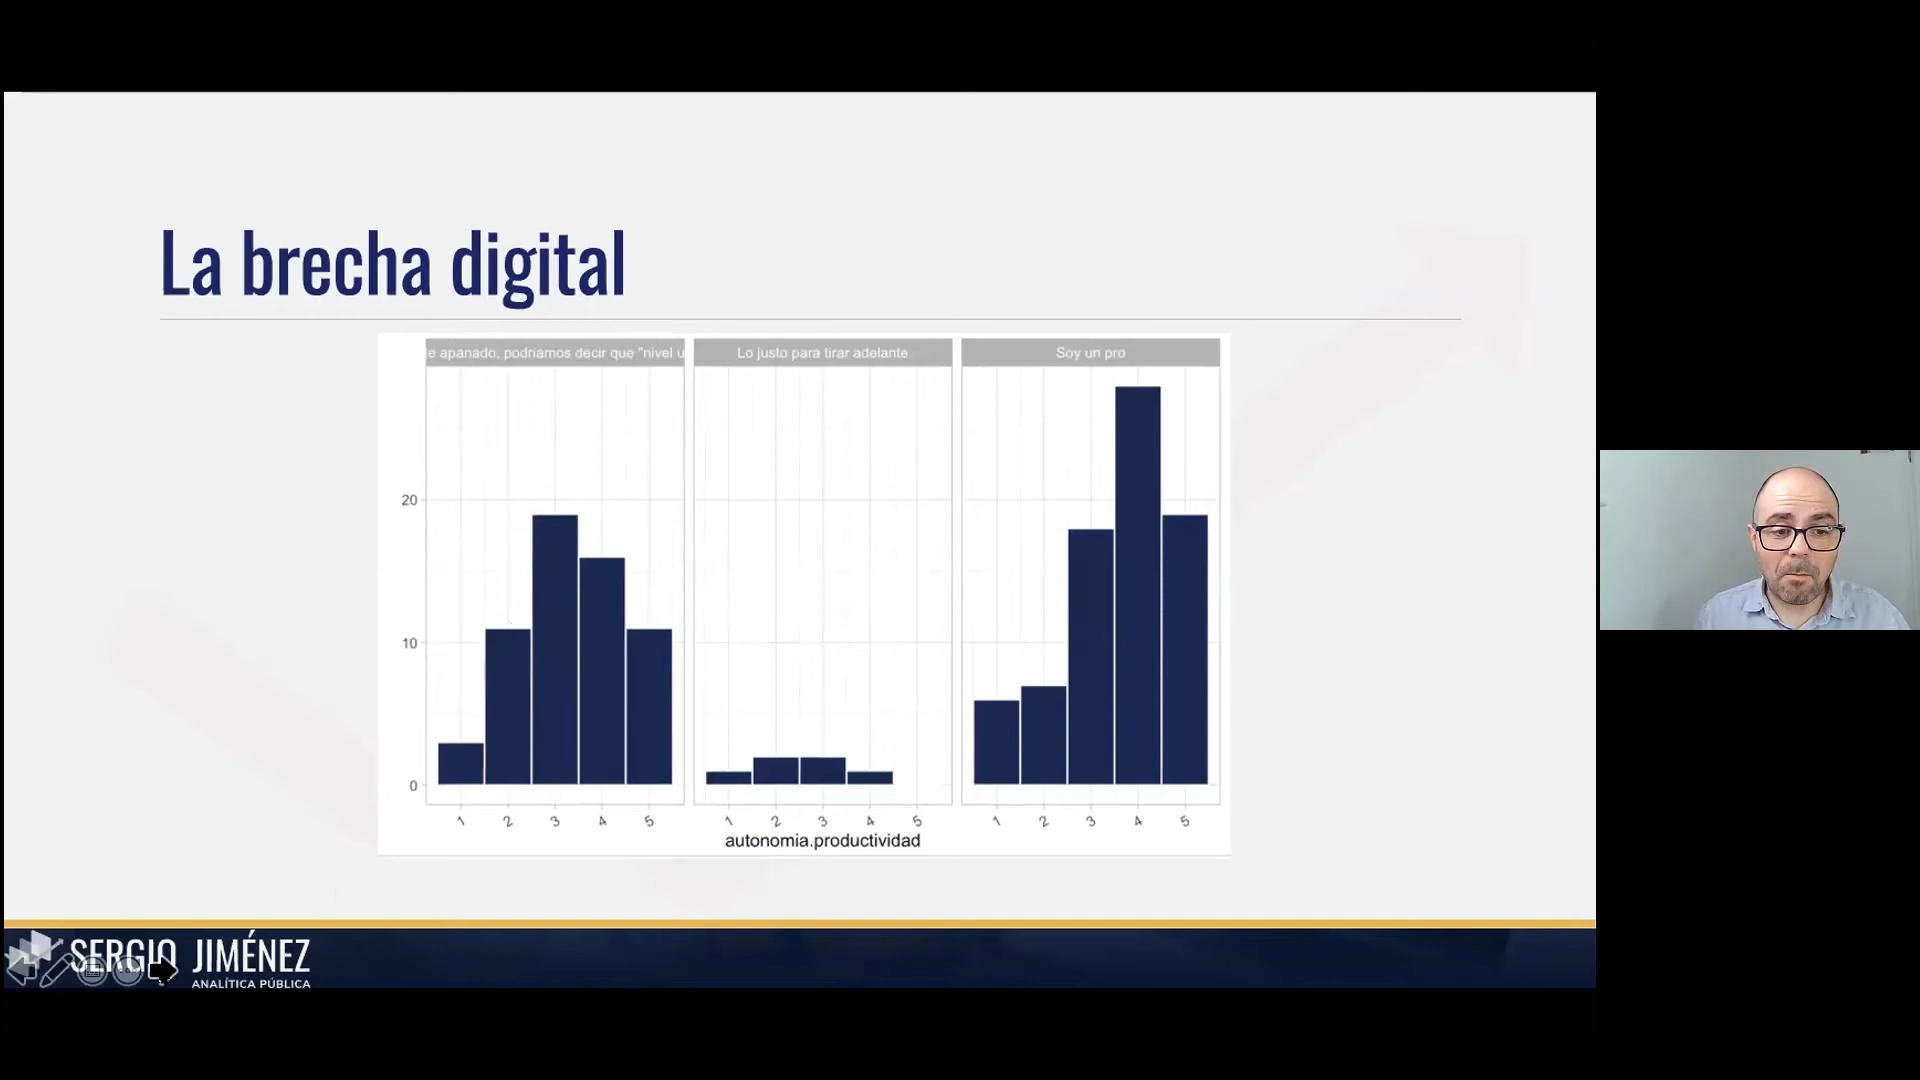 La brecha digital
te apanado, podríamos decir que "nivel u
Lo justo para tirar adelante
Soy un pro
20
10
0
1 2 3 4 5
1 2 3 4 5
1 2 3 4 5
autonomia.productividad
SERGIO JIMÉNEZ
ANALÍTICA PÚBLICA